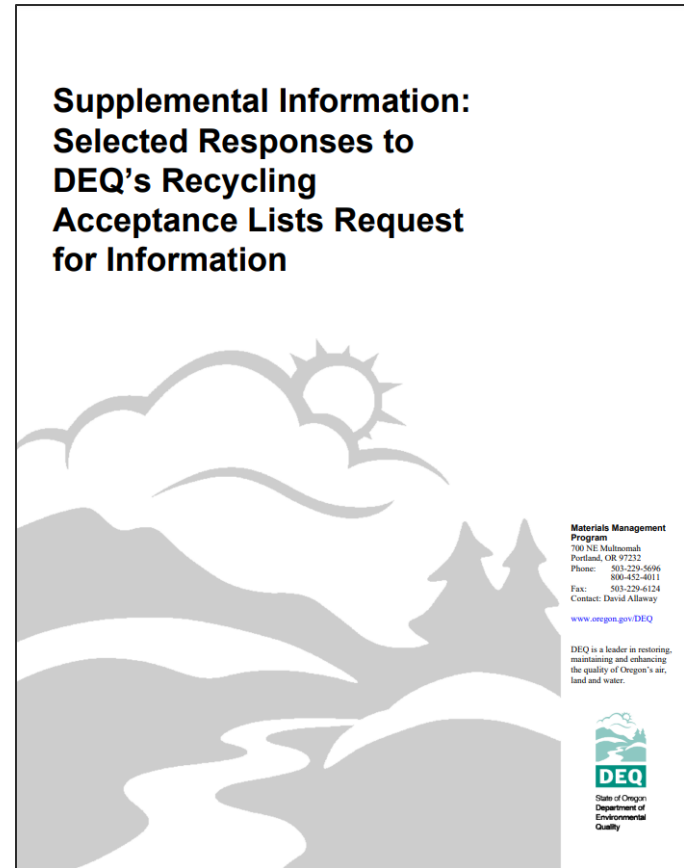 Supplemental Information:
Selected Responses to
DEQ's Recycling
Acceptance Lists Request
for Information
Materials Management
Program
700 NE Multnomah
Portland, OR 97232
Phone: 503-229-5696
800-452-4011
Fax: 503-229-6124
Contact: David Allaway
www.oregon.gov/DEQ
DEQ is a leader in restoring,
maintaining and enhancing
the quality of Oregon's air,
land and water.
DEQ
State of Oregon
Department of
Environmental
Quality